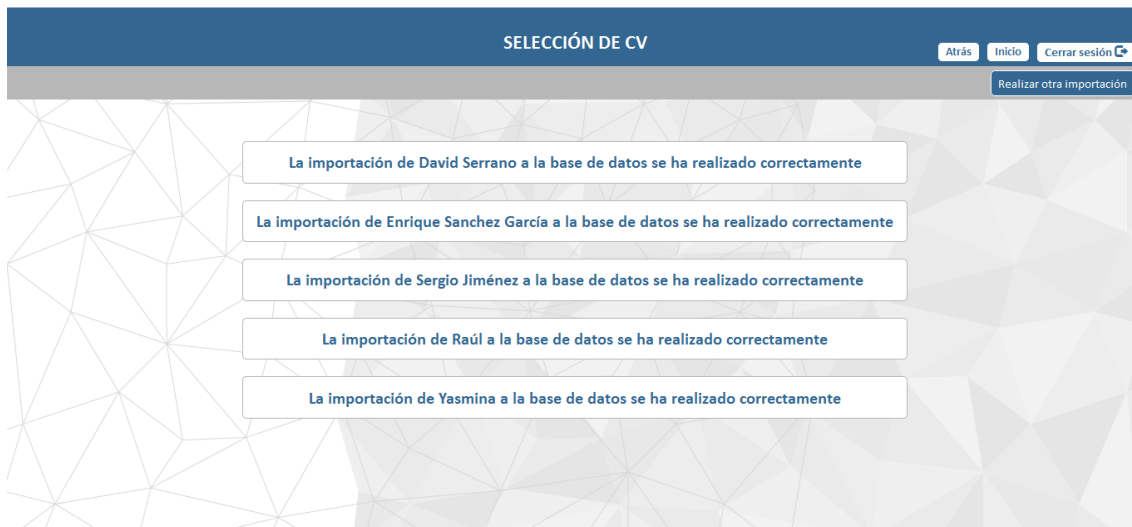 SELECCIÓN DE CV
Atrás Inicio Cerrar sesión
Realizar otra importación
La importación de David Serrano a la base de datos se ha realizado correctamente
La importación de Enrique Sanchez García a la base de datos se ha realizado correctamente
La importación de Sergio Jiménez a la base de datos se ha realizado correctamente
La importación de Raúl a la base de datos se ha realizado correctamente
La importación de Yasmina a la base de datos se ha realizado correctamente